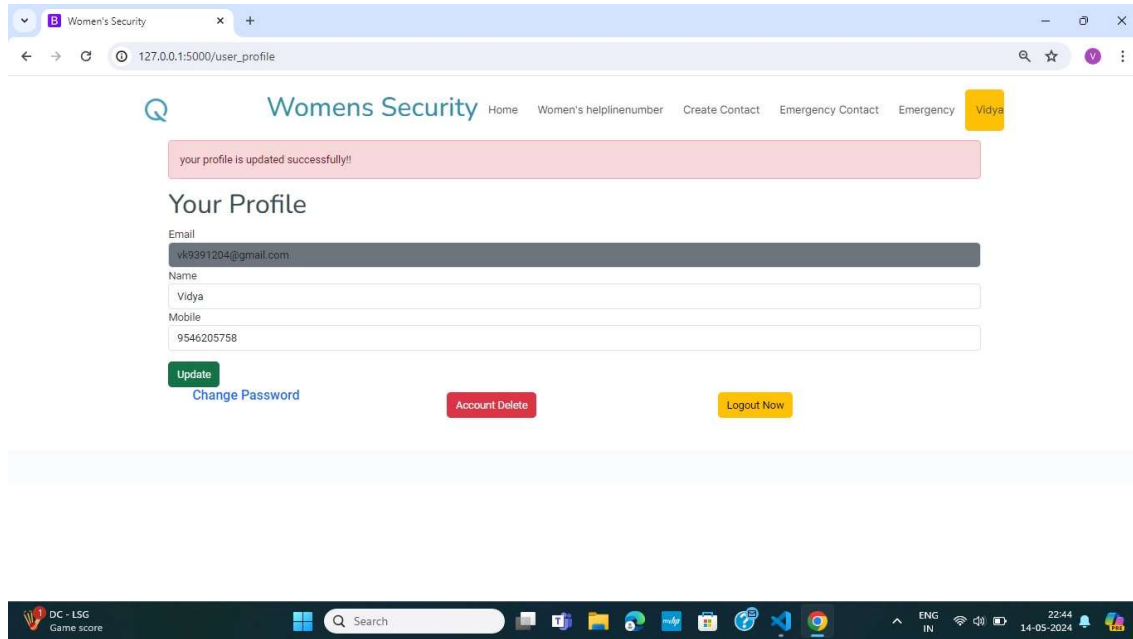 B Women's Security
127.0.0.1:5000/user_profile
V
Womens Security Home Women's helplinenumber Create Contact Emergency Contact Emergency Vidya
your profile is updated successfully!!
Your Profile
Email
vk9391204@gmail.com
Name
Vidya
Mobile
9546205758
Update
Change Password
Account Delete
Logout Now
1
DC - LSG
Game score
Search
ENG
IN
22:44
14-05-2024
PRE